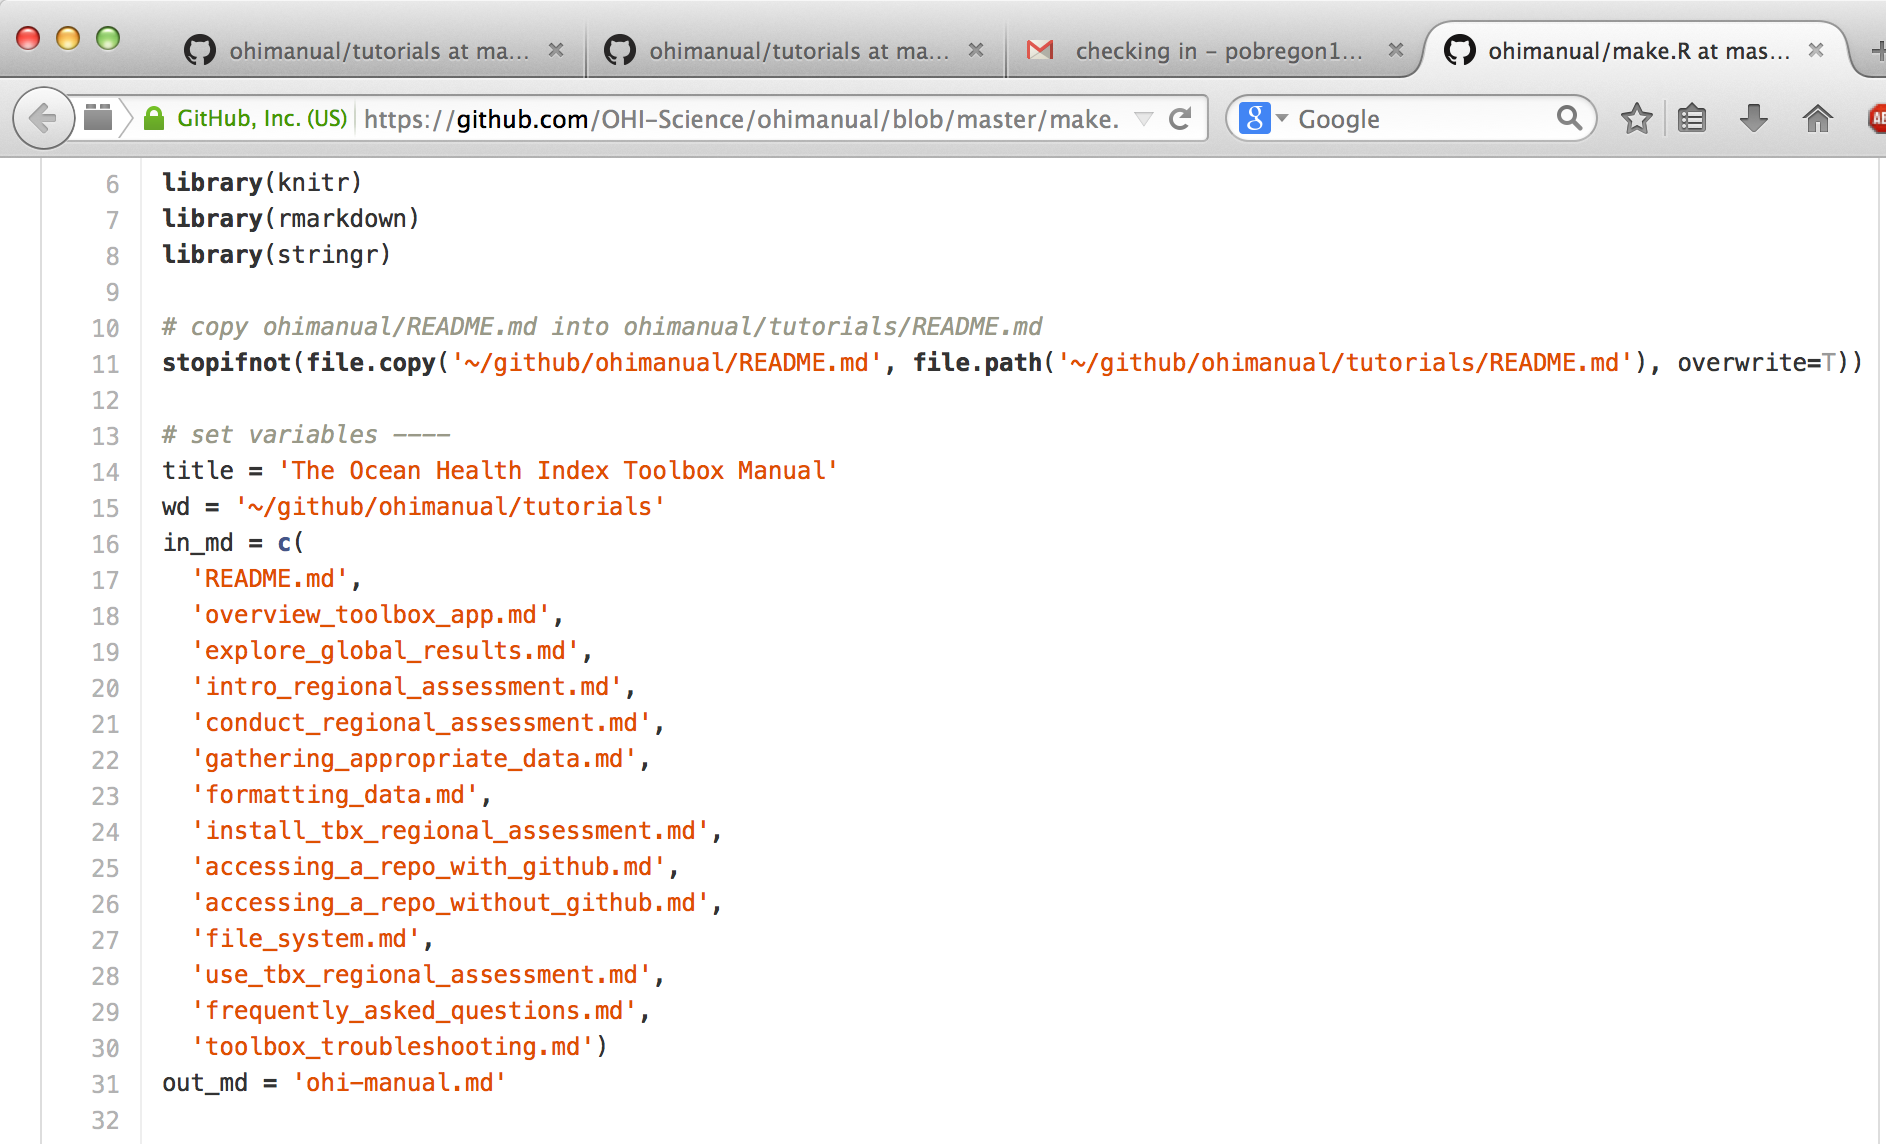 ohimanual/tutorials at ma...
ohimanual/tutorials at ma...
checking in - pobregon1...
ohimanual/make.R at mas...
GitHub, Inc. (US)
https://github.com/OHI-Science/ohimanual/blob/master/make.
Google
6 library(knitr)
7 library(rmarkdown)
8 library(stringr)
9
10 # copy ohimanual/README.md into ohimanual/tutorials/README.md
11 stopifnot(file.copy('~/github/ohimanual/README.md', file.path('~/github/ohimanual/tutorials/README.md'), overwrite=T))
12
13 # set variables ----
14 title = 'The Ocean Health Index Toolbox Manual'
15 wd = '~/github/ohimanual/tutorials'
16 in_md = c(
17 'README.md',
18 'overview_toolbox_app.md',
19 'explore_global_results.md',
20 'intro_regional_assessment.md',
21 'conduct_regional_assessment.md',
22 'gathering_appropriate_data.md',
23 'formatting_data.md',
24 'install_tbx_regional_assessment.md',
25 'accessing_a_repo_with_github.md',
26 'accessing_a_repo_without_github.md',
27 'file_system.md',
28 'use_tbx_regional_assessment.md',
29 'frequently_asked_questions.md',
30 'toolbox_troubleshooting.md')
31 out_md = 'ohi-manual.md'
32